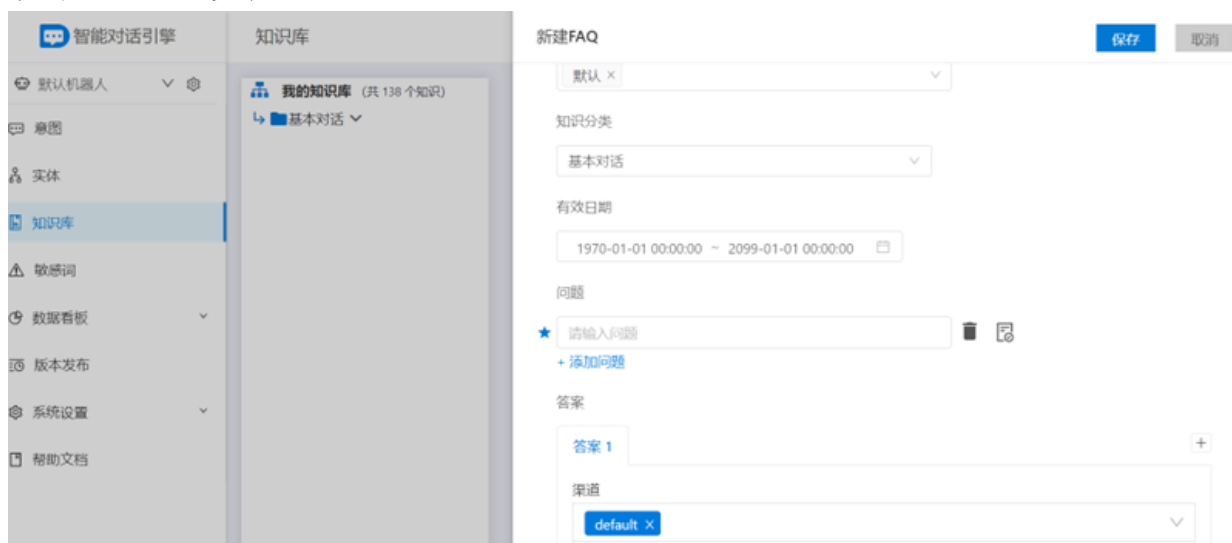 智能对话引擎
默认机器人
意图
实体
知识库
敏感词
数据看板
版本发布
系统设置
帮助文档
知识库
我的知识库 (共 138 个知识)
基本对话
新建FAQ
保存 取消
默认 ×
知识分类
基本对话
有效日期
1970-01-01 00:00:00 ~ 2099-01-01 00:00:00
问题
请输入问题
+ 添加问题
答案
答案 1
+
渠道
default ×